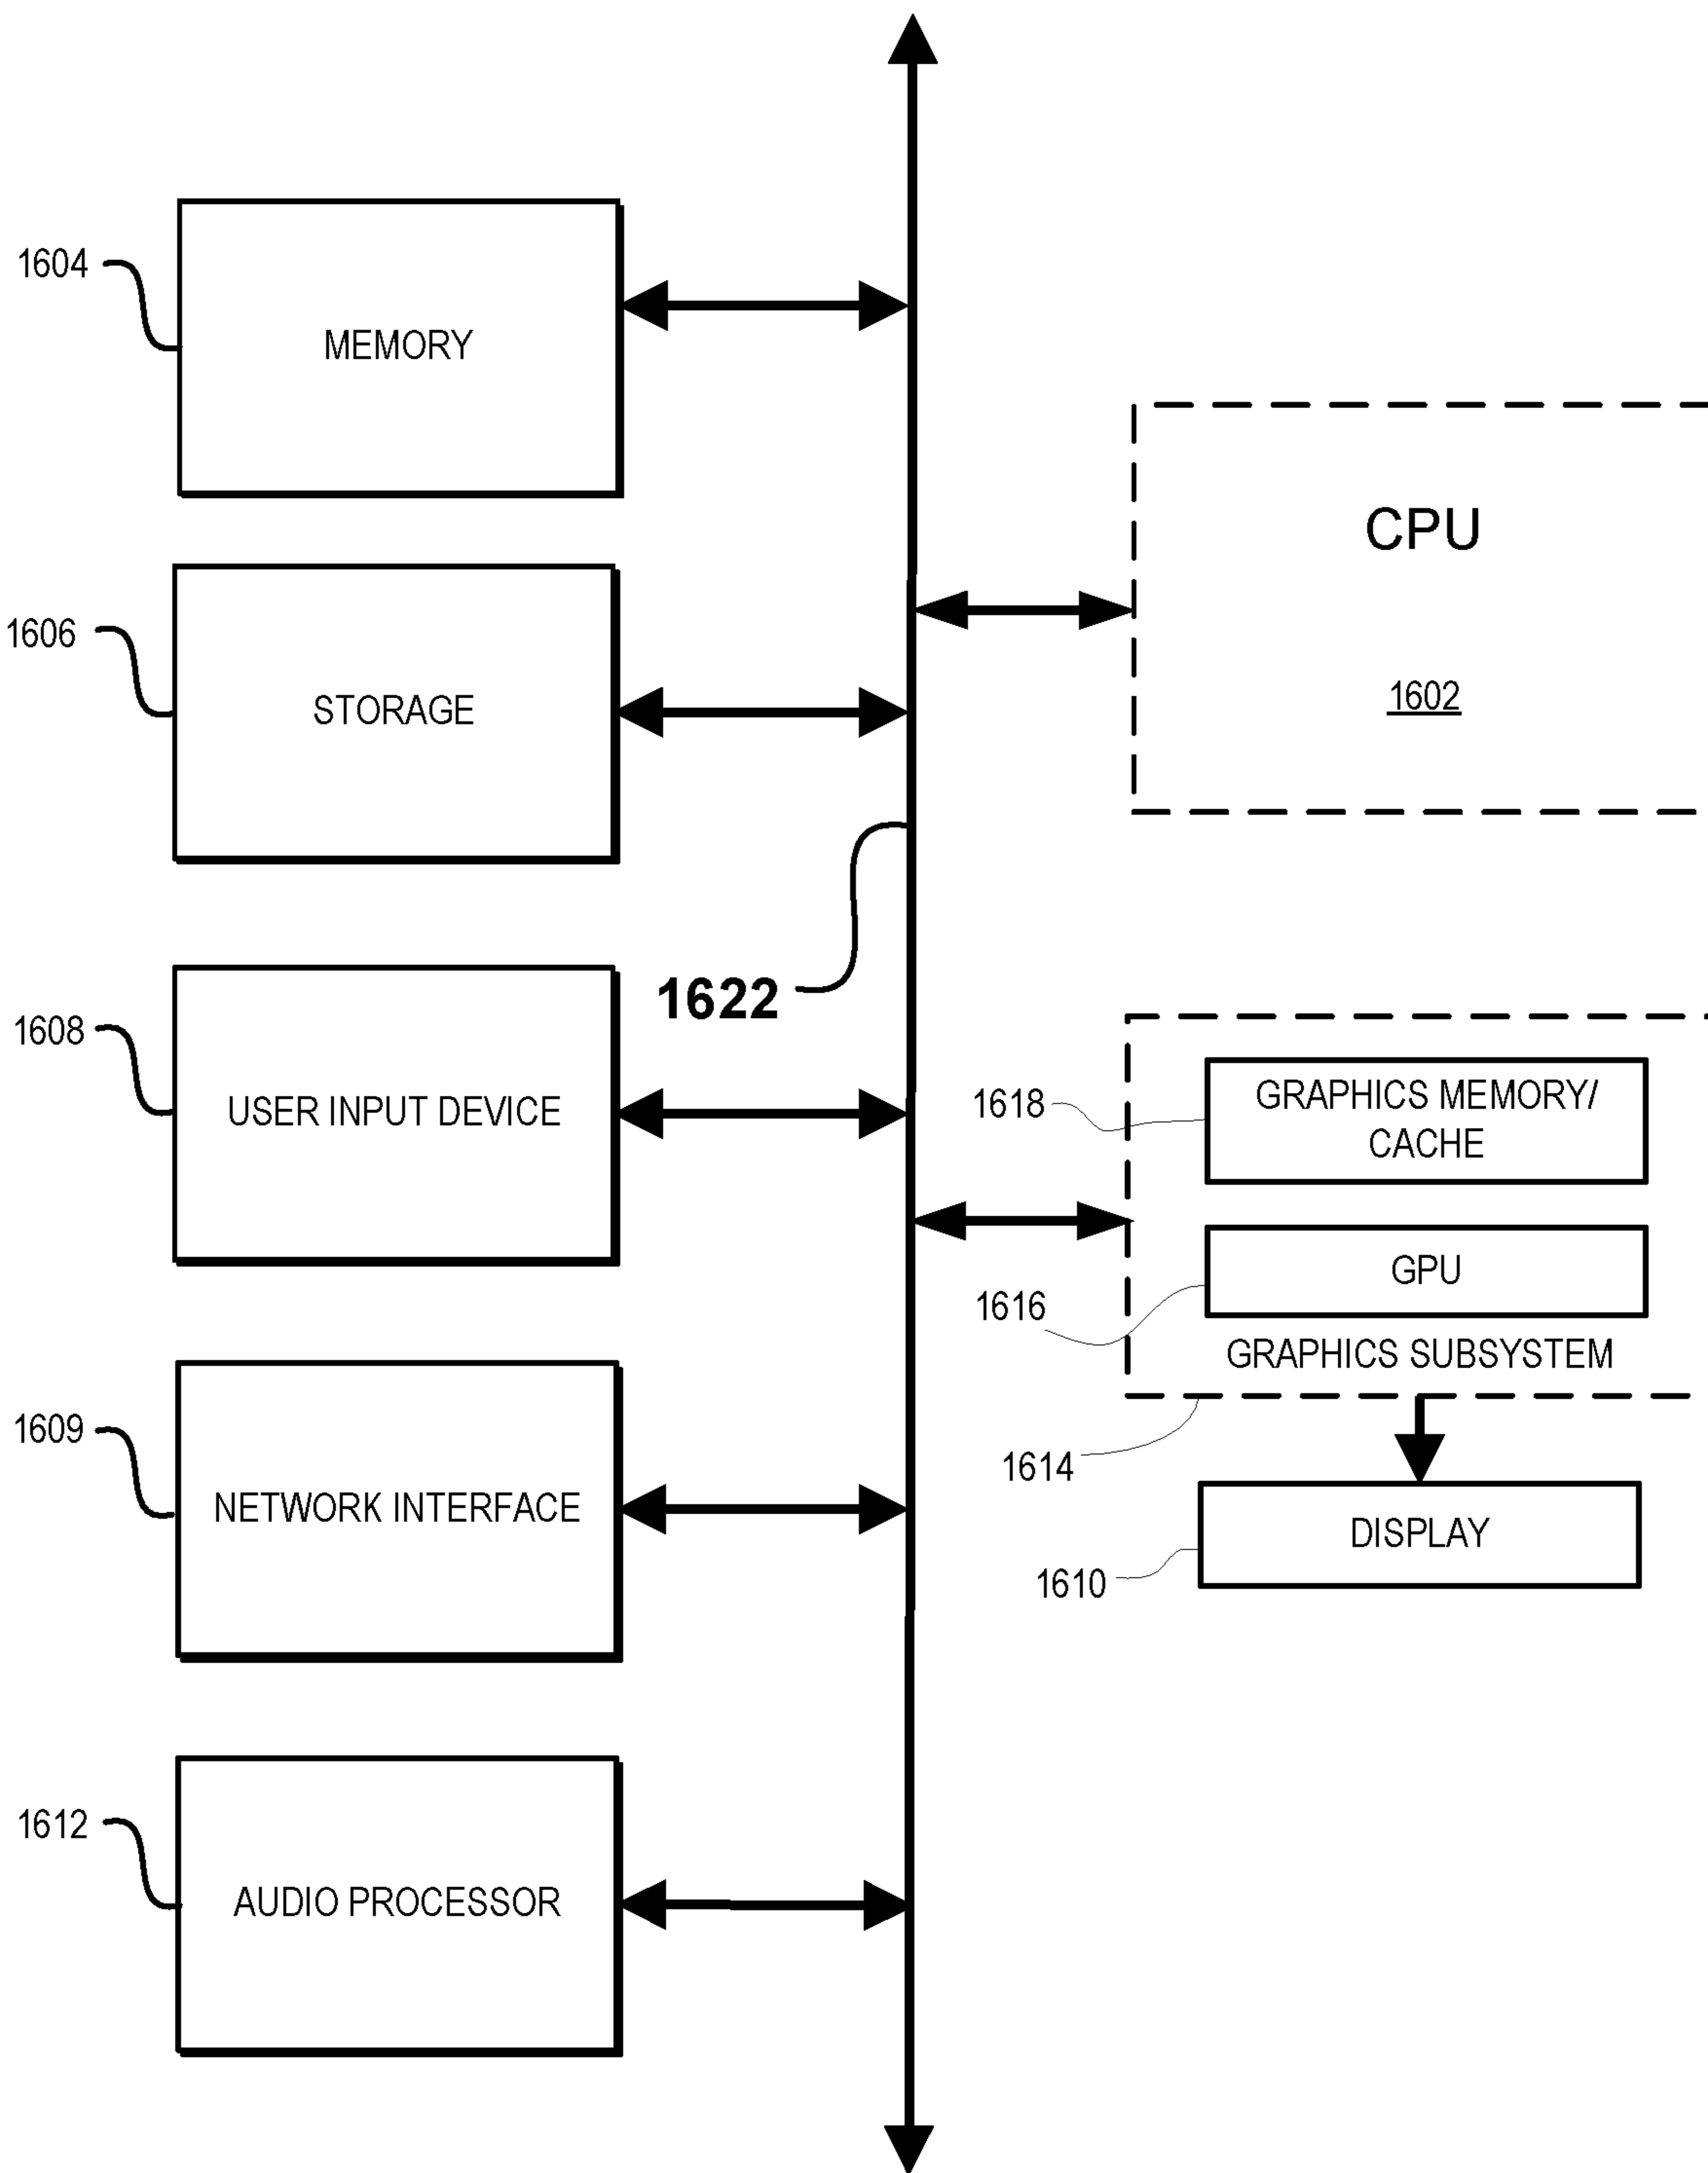 1604
MEMORY
CPU
1602
1606
STORAGE
1622
1608
USER INPUT DEVICE
1618
GRAPHICS MEMORY/
CACHE
1616
GPU
GRAPHICS SUBSYSTEM
1614
1609
NETWORK INTERFACE
1610
DISPLAY
1612
AUDIO PROCESSOR